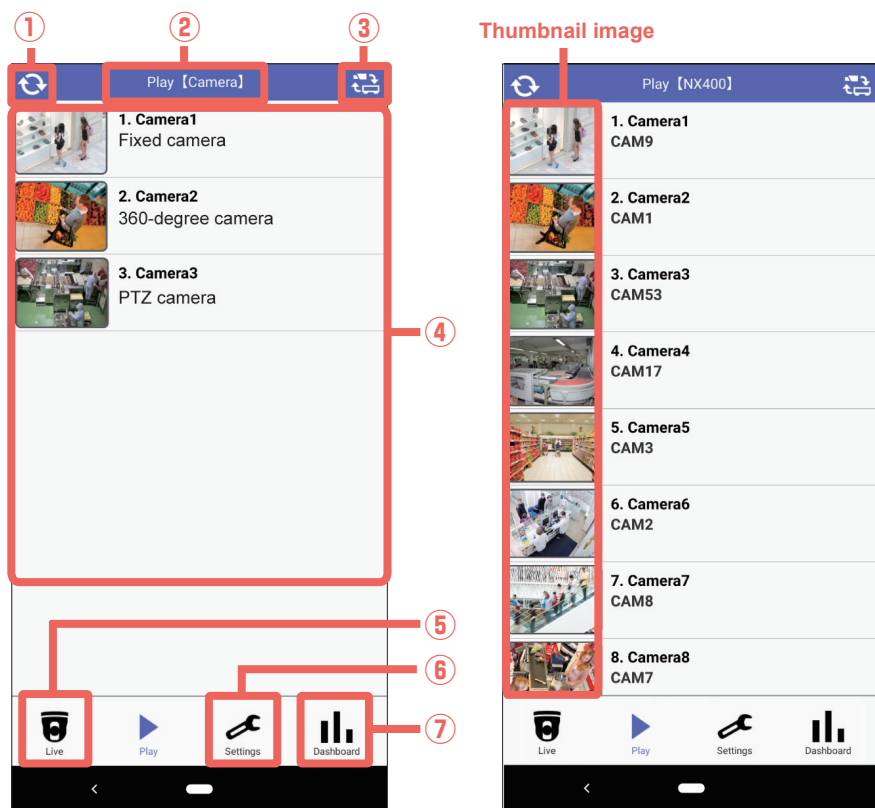 ① ② ③
Play【Camera】
1. Camera1
Fixed camera
2. Camera2
360-degree camera
3. Camera3
PTZ camera
④
⑤
⑥
⑦
Live Play Settings Dashboard
Thumbnail image
Play【NX400】
1. Camera1
CAM9
2. Camera2
CAM1
3. Camera3
CAM53
4. Camera4
CAM17
5. Camera5
CAM3
6. Camera6
CAM2
7. Camera7
CAM8
8. Camera8
CAM7
Live Play Settings Dashboard